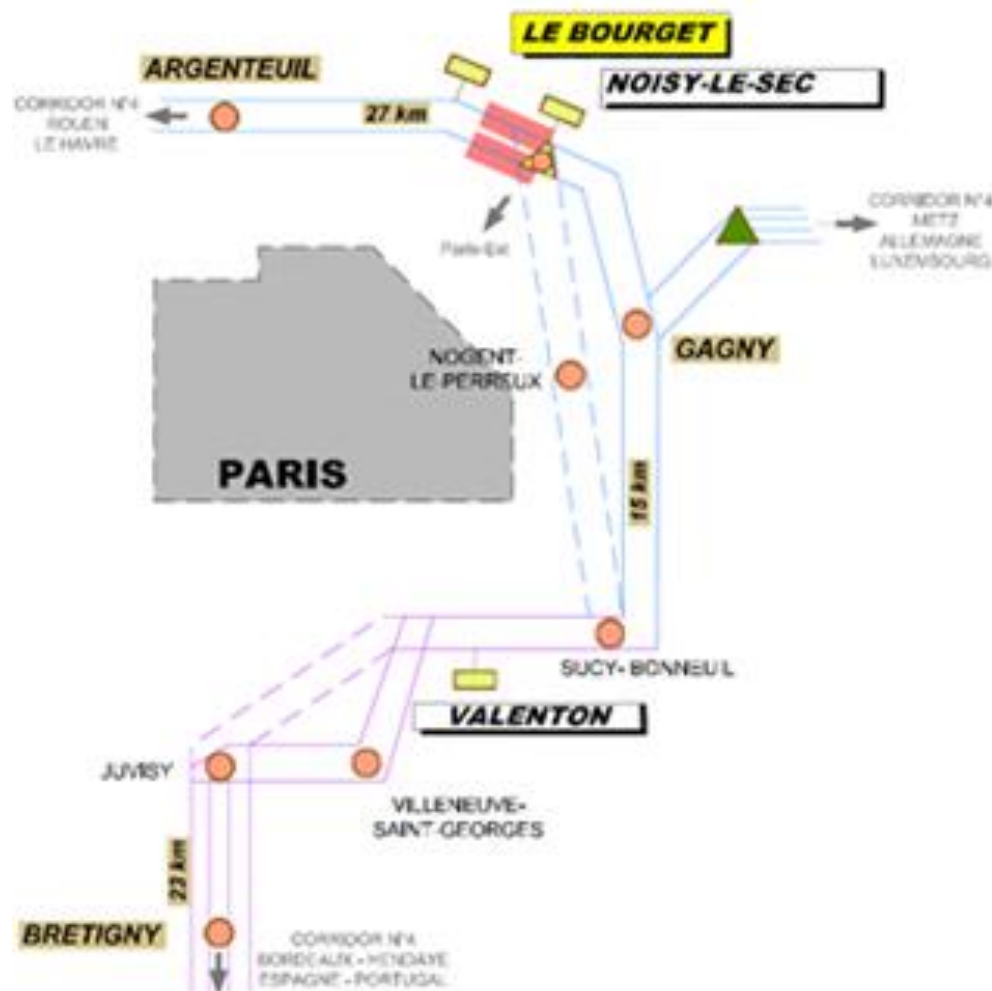 LE BOURGET
ARGENTEUIL
NOISY-LE-SEC
CORRIDOR N°4
ROUEN
LE HAVRE
27 km
CORRIDOR N°4
METZ
ALLEMAGNE
LUXEMBOURG
Paris-Est
NOGENT-
LE-PERREUX
GAGNY
PARIS
15 km
SUCY- BONNEUIL
VALENTON
JUVISY
VILLENEUVE-
SAINT-GEORGES
23 km
BRETIGNY
CORRIDOR N°4
BORDEAUX - HENDAYE
ESPAGNE - PORTUGAL